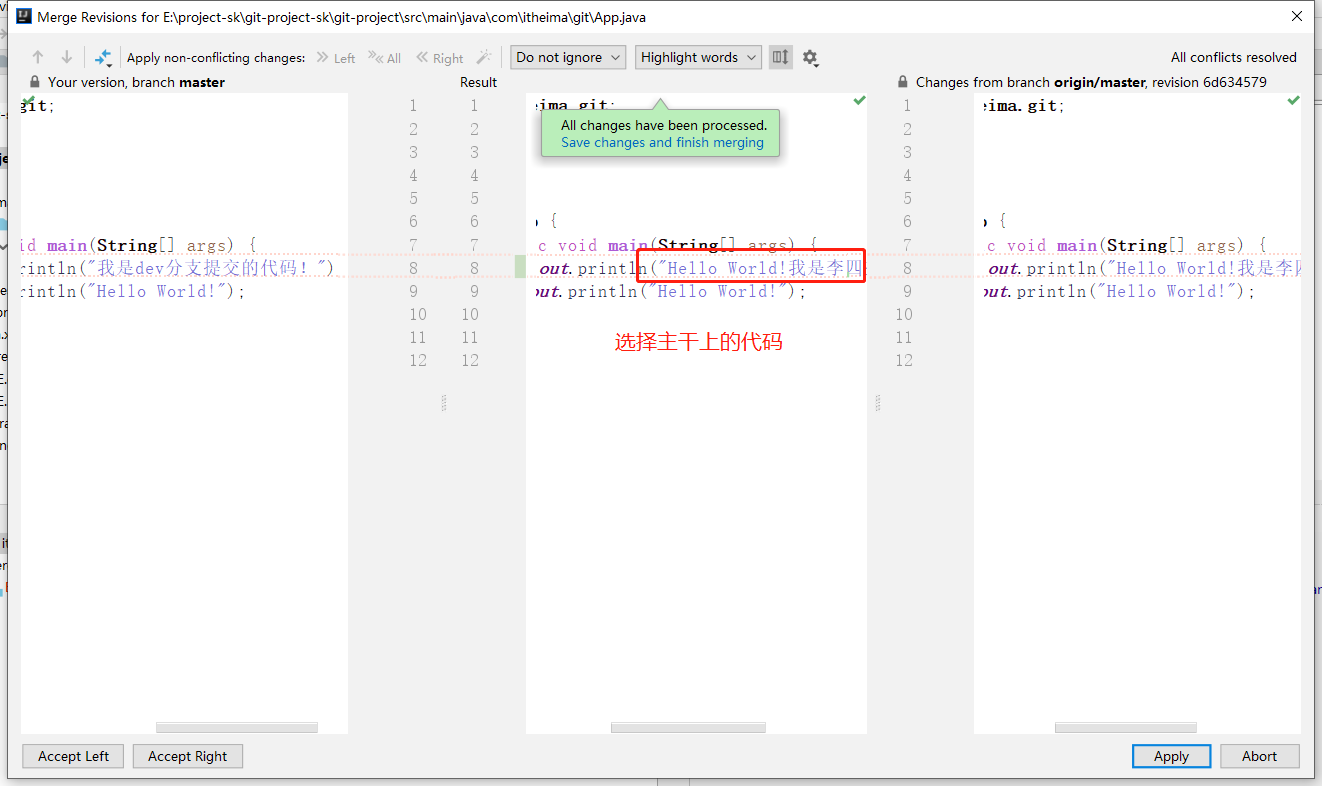 Merge Revisions for E:\project-sk\git-project-sk\git-project\src\main\java\com\itheima\git\App.java
Apply non-conflicting changes: Left All Right Do not ignore Highlight words All conflicts resolved
Your version, branch master Result Changes from branch origin/master, revision 6d634579
git; 1 1 eima.git; 1 eima.git;
All changes have been processed.
2 2 2
Save changes and finish merging
3 3 3
4 4 4
5 5 5
6 6 { 6 {
id main(String[] args) { 7 7 c void main(String[] args) { 7 c void main(String[] args) {
rintln("我是dev分支提交的代码！") 8 8 out.println("Hello World!我是李四 8 out.println("Hello World!我是李
rintln("Hello World!"); 9 9 out.println("Hello World!"); 9 out.println("Hello World!");
10 10 10
11 11 选择主干上的代码 11
12 12 12
Accept Left Accept Right Apply Abort